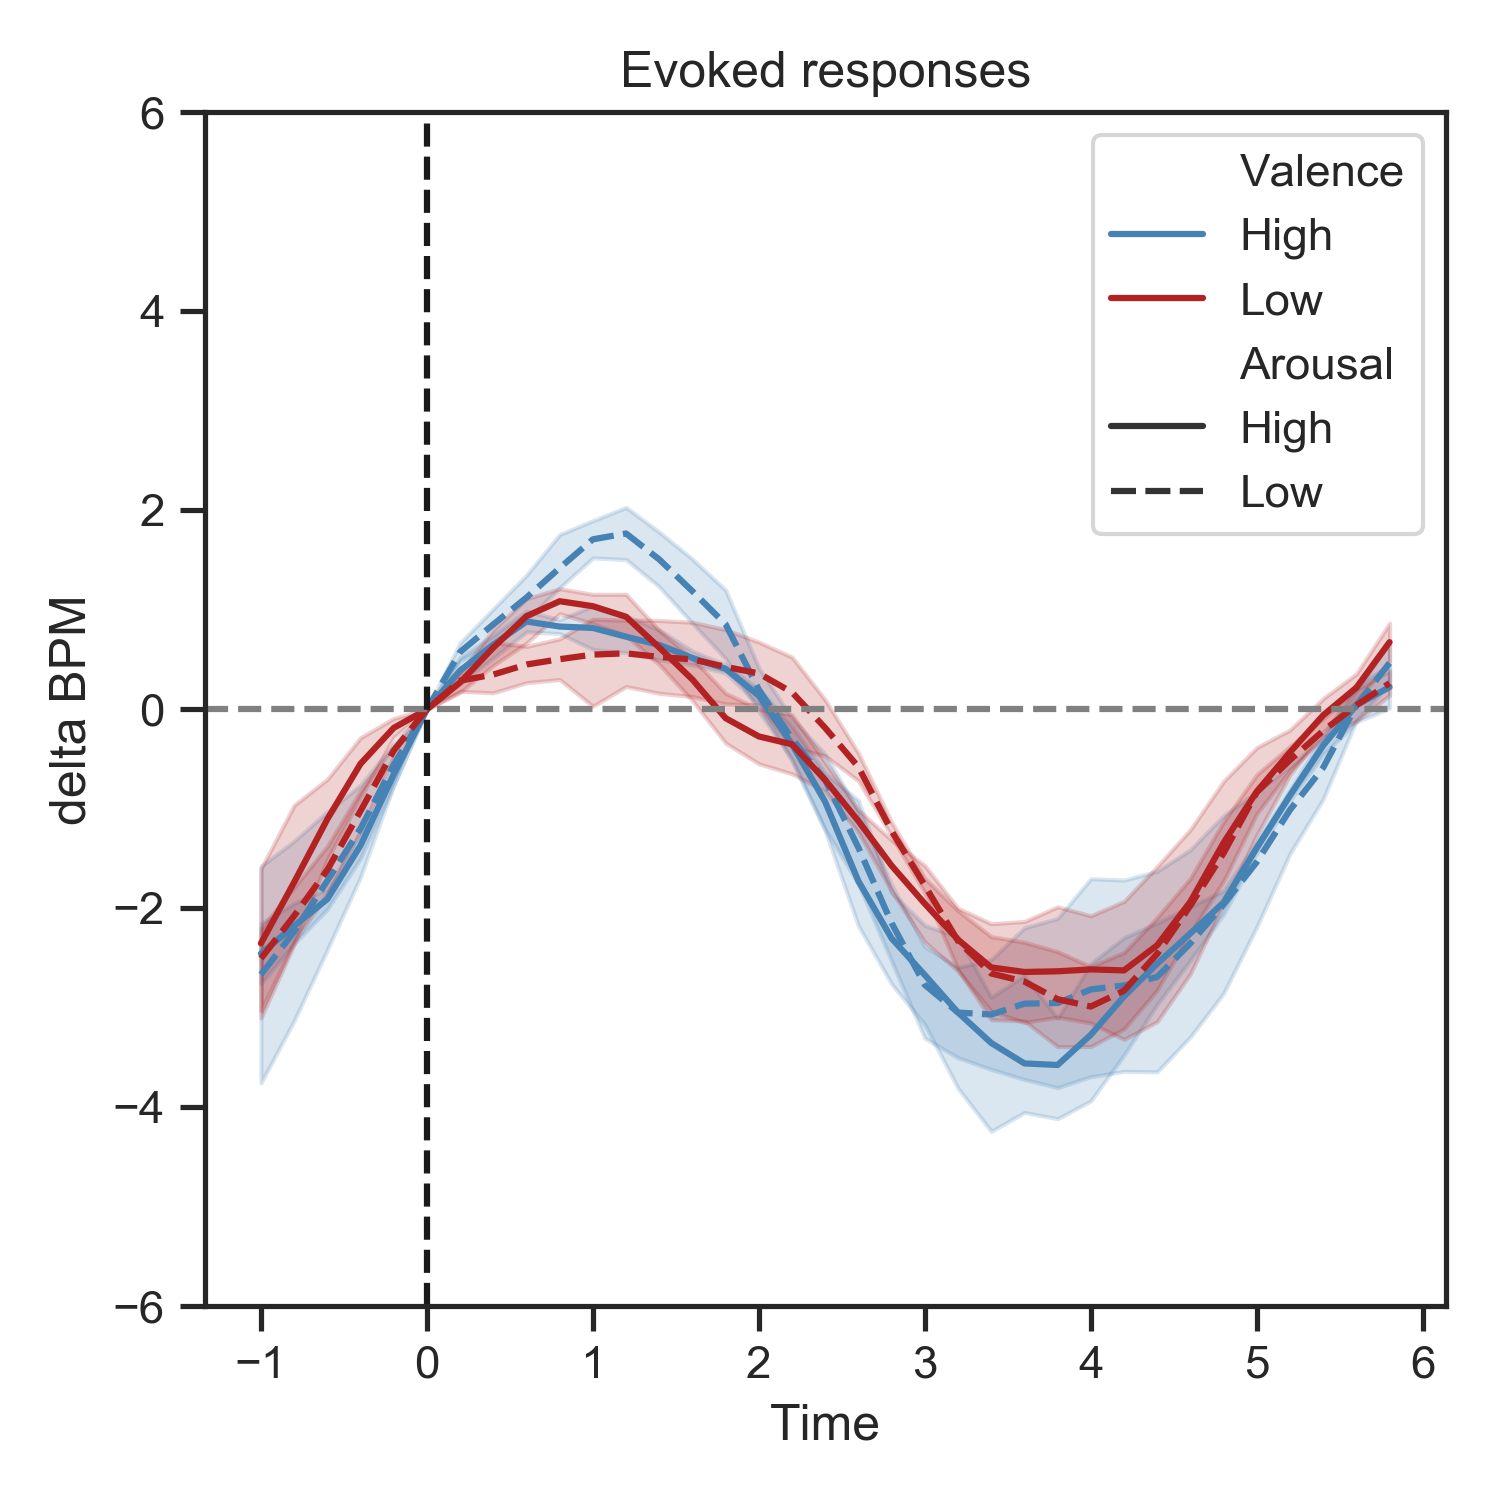 Evoked responses
6
4
2
0
−2
−4
−6
delta BPM
Valence
High
Low
Arousal
High
Low
−1 0 1 2 3 4 5 6
Time